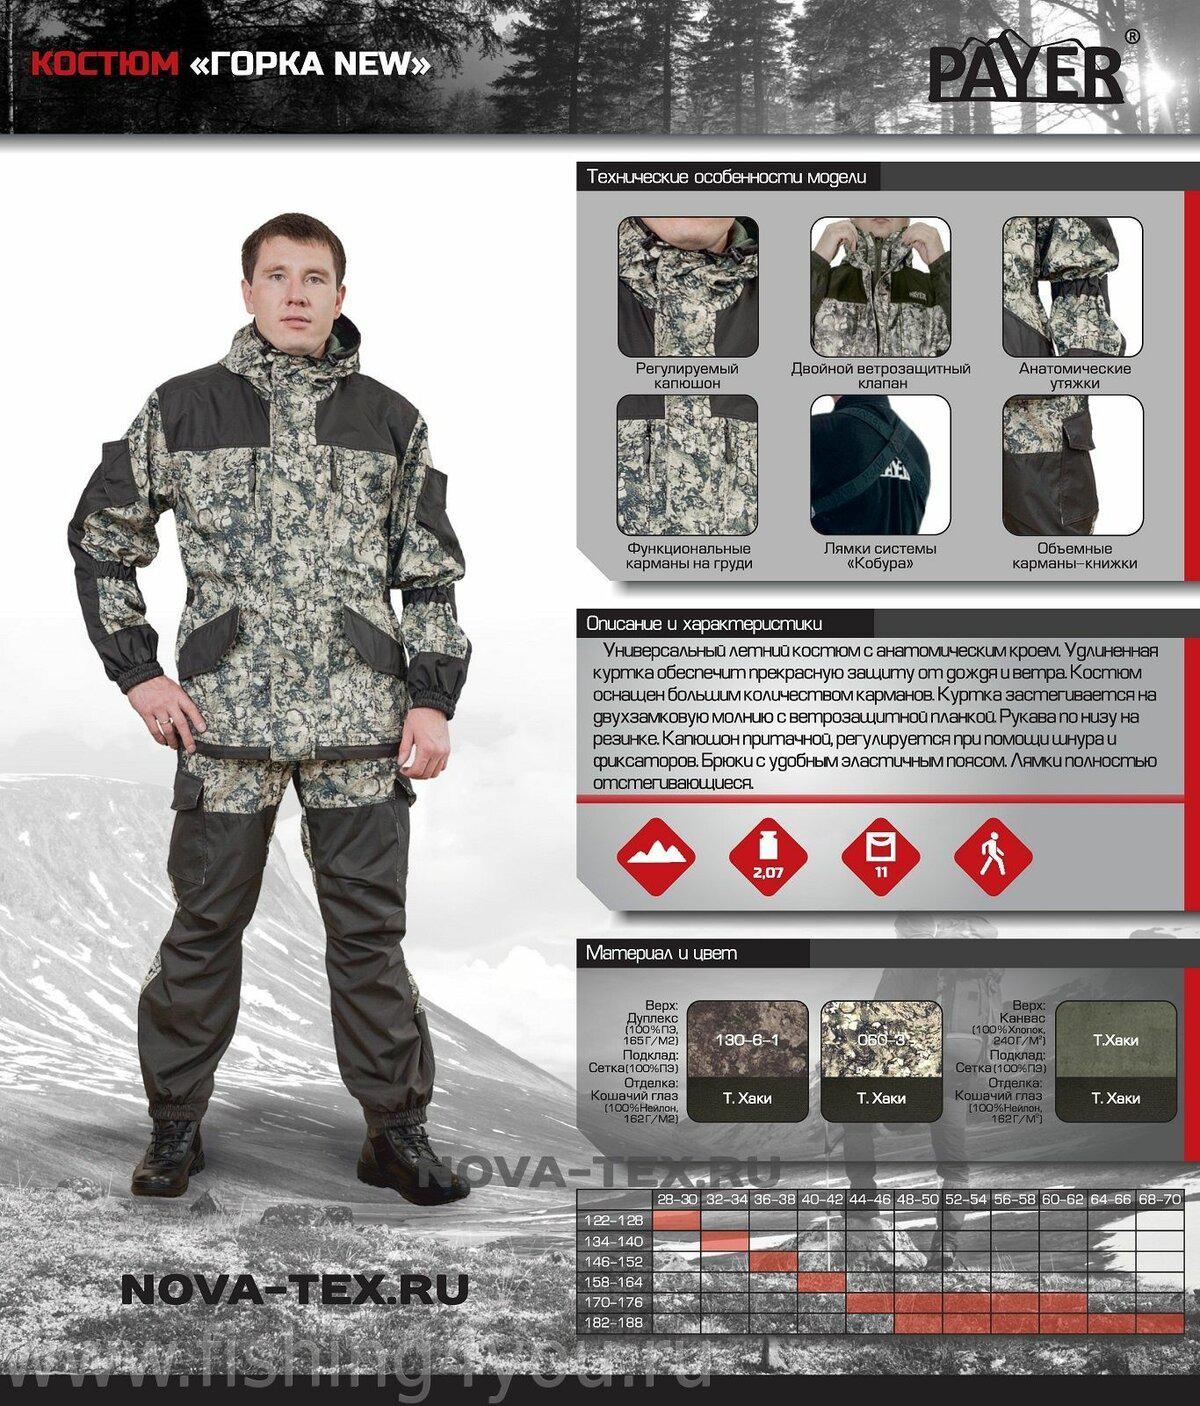 КОСТЮМ «ГОРКА NEW»
PAYER®
Технические особенности модели
Регулируемый
капюшон
Двойной ветрозащитный
клапан
Анатомические
утяжки
Функциональные
карманы на груди
Лямки системы
«Кобура»
Объемные
карманы-книжки
Описание и характеристики
Универсальный летний костюм с анатомическим кроем. Удлиненная
куртка обеспечит прекрасную защиту от дождя и ветра. Костюм
оснащен большим количеством карманов. Куртка застегивается на
двухзамковую молнию с ветрозащитной планкой. Рукава по низу на
резинке. Капюшон притачной, регулируется при помощи шнура и
фиксаторов. Брюки с удобным эластичным поясом. Лямки полностью
отстегивающиеся.
2,07
11
Материал и цвет
Верх:
Дуплекс
(100%ПЭ,
165Г/М2)
Подклад:
Сетка(100%ПЭ)
Отделка:
Кошачий глаз
(100%Нейлон,
162Г/М2)
130-6-1
Т. Хаки
060-3
Т. Хаки
Верх:
Канвас
(100%Хлопок,
240Г/М²)
Подклад:
Сетка(100%ПЭ)
Отделка:
Кошачий глаз
(100%Нейлон,
162Г/М²)
Т.Хаки
Т. Хаки
NOVA-TEX.RU
28-30 32-34 36-38 40-42 44-46 48-50 52-54 56-58 60-62 64-66 68-70
122-128
134-140
146-152
158-164
170-176
182-188
NOVA-TEX.RU
www.fishing4you.ru